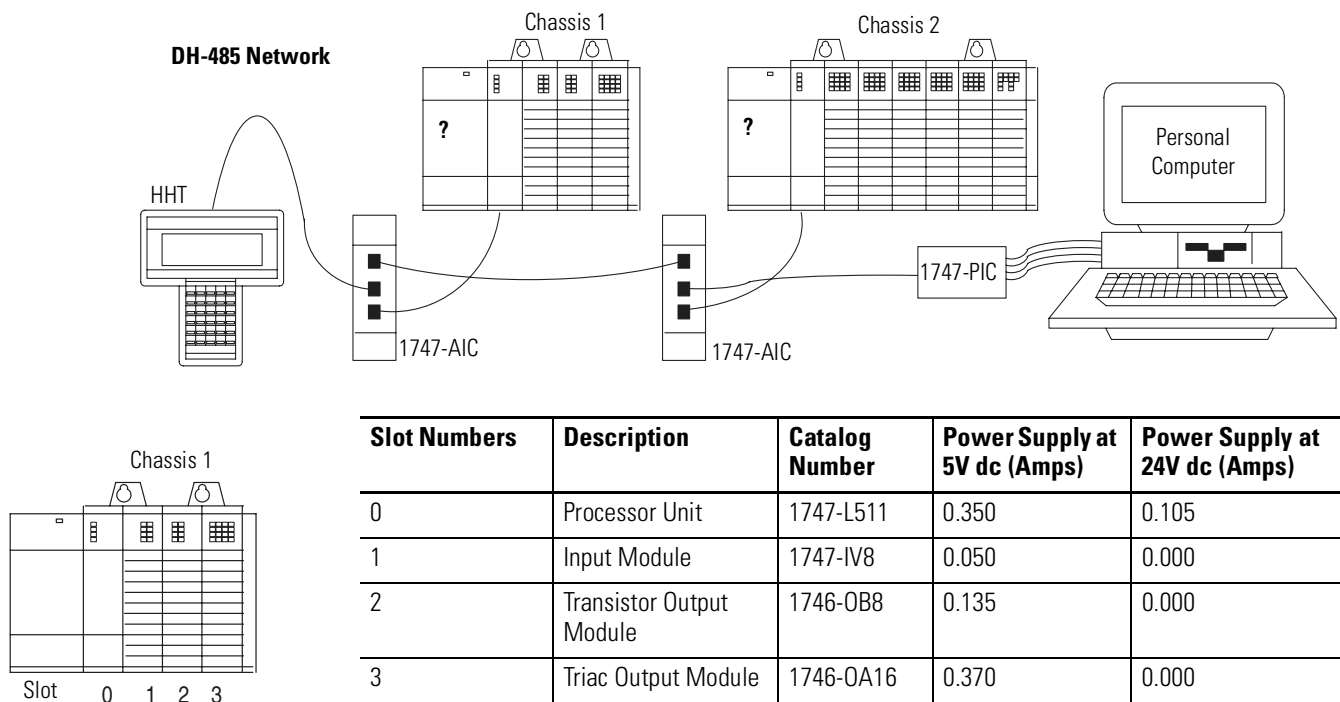 Chassis 1
Chassis 2
DH-485 Network
?
?
Personal
Computer
HHT
1747-PIC
1747-AIC
1747-AIC
Chassis 1
Slot 0 1 2 3
Slot Numbers Description Catalog Number Power Supply at 5V dc (Amps) Power Supply at 24V dc (Amps)
0 Processor Unit 1747-L511 0.350 0.105
1 Input Module 1747-IV8 0.050 0.000
2 Transistor Output Module 1746-OB8 0.135 0.000
3 Triac Output Module 1746-OA16 0.370 0.000